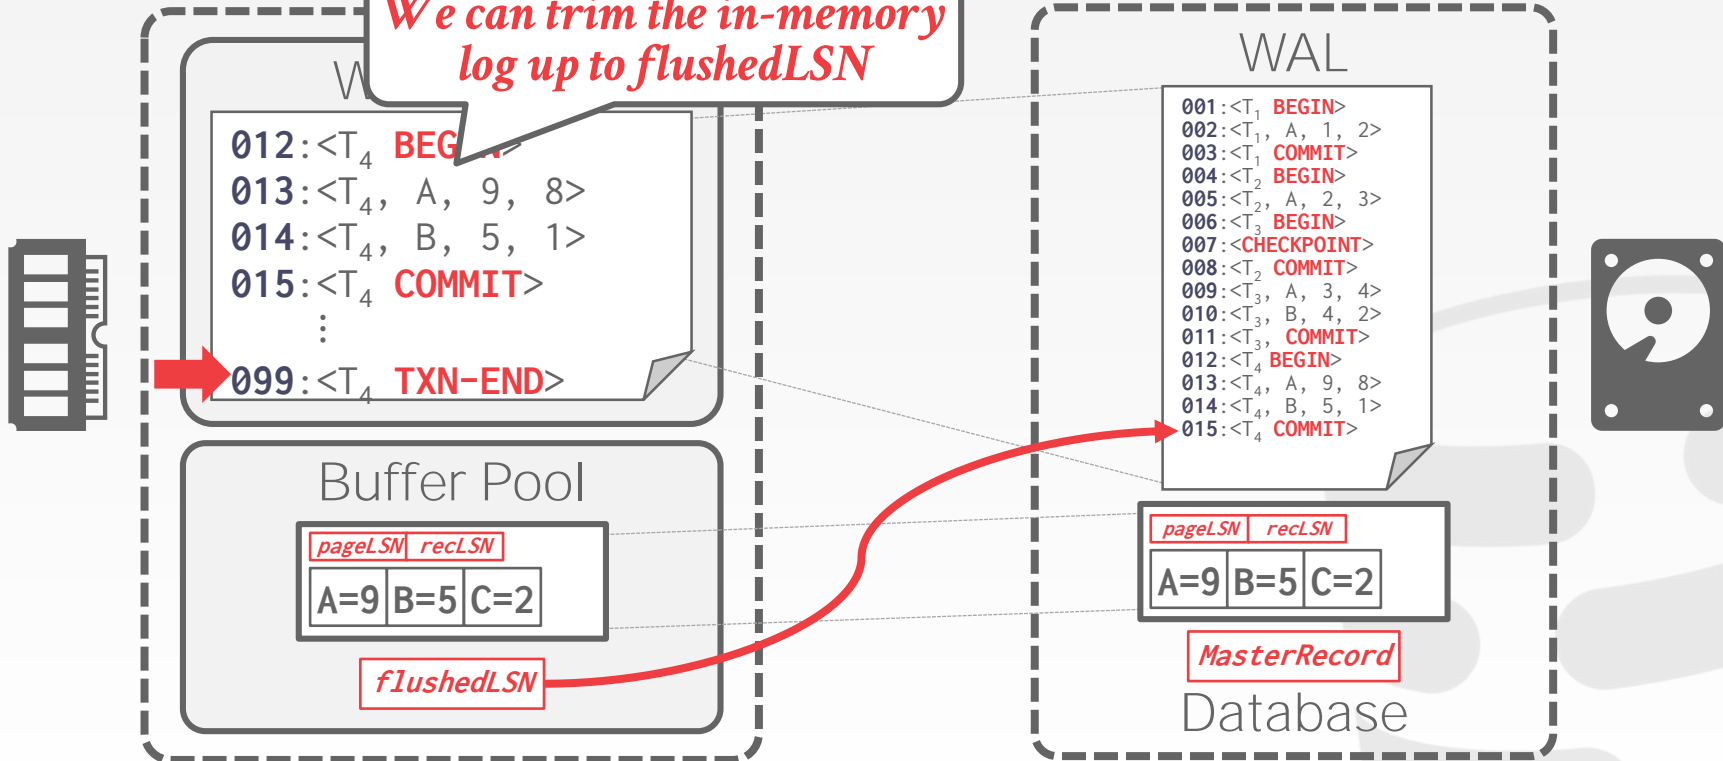 We can trim the in-memory
log up to flushedLSN
W
012:<T4 BEG N>
013:<T4, A, 9, 8>
014:<T4, B, 5, 1>
015:<T4 COMMIT>
⋮
099:<T4 TXN-END>
Buffer Pool
pageLSN recLSN
A=9 B=5 C=2
flushedLSN
WAL
001:<T1 BEGIN>
002:<T1, A, 1, 2>
003:<T1 COMMIT>
004:<T2 BEGIN>
005:<T2, A, 2, 3>
006:<T3 BEGIN>
007:<CHECKPOINT>
008:<T2 COMMIT>
009:<T3, A, 3, 4>
010:<T3, B, 4, 2>
011:<T3, COMMIT>
012:<T4 BEGIN>
013:<T4, A, 9, 8>
014:<T4, B, 5, 1>
015:<T4 COMMIT>
pageLSN recLSN
A=9 B=5 C=2
MasterRecord
Database